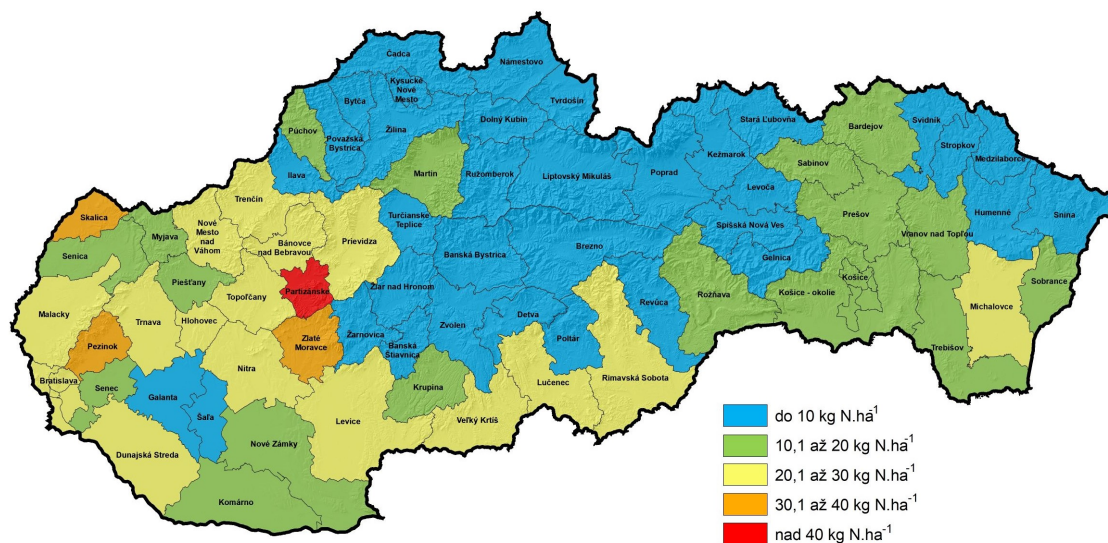 Čadca
Námestovo
Kysucké
Nové
Mesto
Bytča
Tvrdošín
Dolný Kubín
Stará Ľubovňa
Svidník
Bardejov
Púchov
Žilina
Považská
Bystrica
Stropkov
Medzilaborce
Kežmarok
Sabinov
Martin
Ružomberok
Liptovský Mikuláš
Poprad
Ilava
Levoča
Prešov
Humenné
Snina
Trenčín
Turčianske
Teplice
Skalica
Nové
Mesto
nad
Váhom
Spišská Nová Ves
Vranov nad Topľou
Myjava
Bánovce
nad Bebravou
Prievidza
Brezno
Senica
Banská Bystrica
Gelnica
Košice
Sobrance
Piešťany
Partizánske
Žiar nad Hronom
Rožňava
Košice - okolie
Topoľčany
Revúca
Michalovce
Malacky
Trnava
Hlohovec
Detva
Zvolen
Žarnovica
Zlaté
Moravce
Poltár
Pezinok
Banská
Štiavnica
Trebišov
Nitra
Bratislava
Senec
Krupina
Lučenec
Rimavská Sobota
Galanta
Šaľa
Levice
Veľký Krtíš
Nové Zámky
Dunajská Streda
Komárno
do 10 kg N.ha⁻¹
10,1 až 20 kg N.ha⁻¹
20,1 až 30 kg N.ha⁻¹
30,1 až 40 kg N.ha⁻¹
nad 40 kg N.ha⁻¹